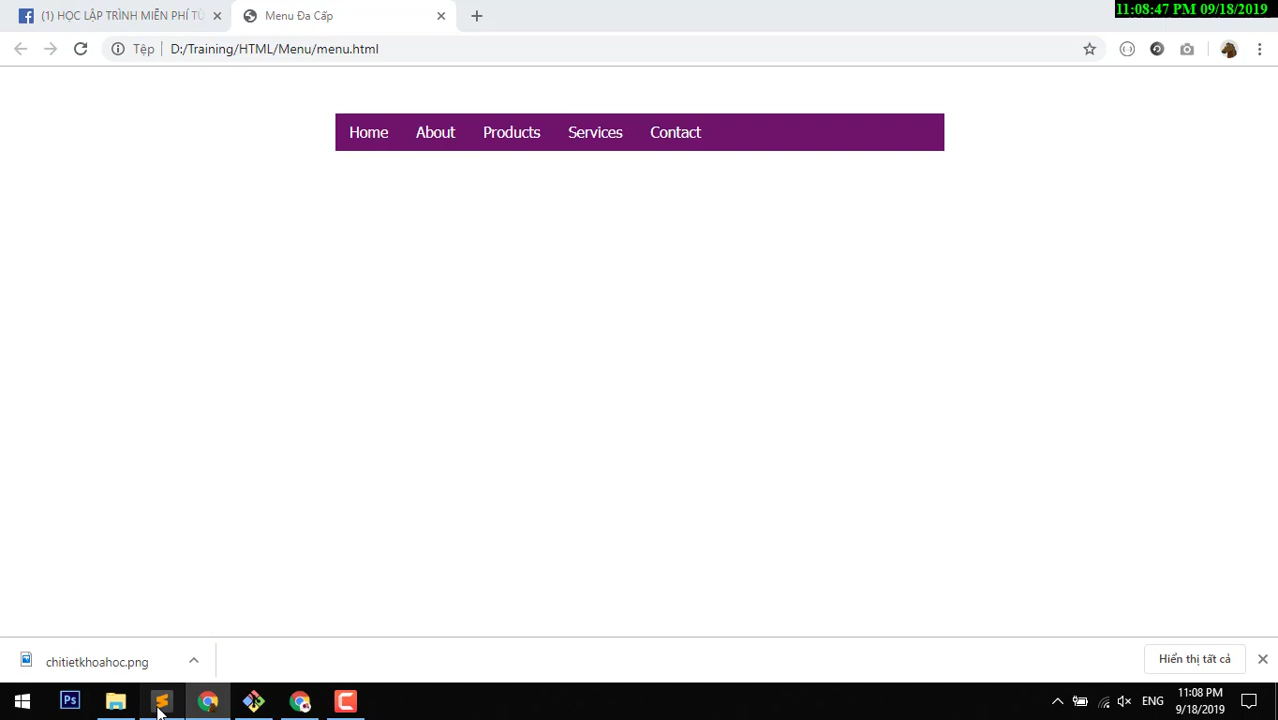 11:08:47 PM 09/18/2019
(1) HỌC LẬP TRÌNH MIỄN PHÍ TỪ
Menu Đa Cấp
Tệp
D:/Training/HTML/Menu/menu.html
Home About Products Services Contact
chitietkhoahoc.png
Hiển thị tất cả
Ps
ENG
11:08 PM
9/18/2019